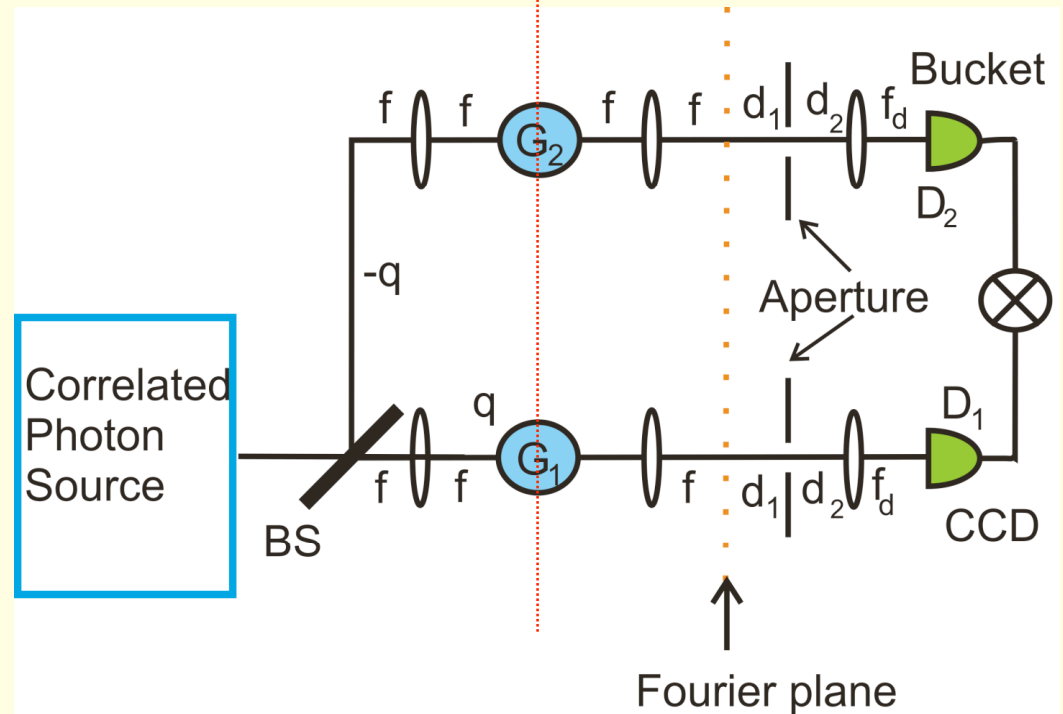 Bucket
f f f f d1 d2 fd
G2
D2
-q
Aperture
Correlated
Photon
Source
q
D1
G1
f f f d1 d2 fd
BS
CCD
Fourier plane